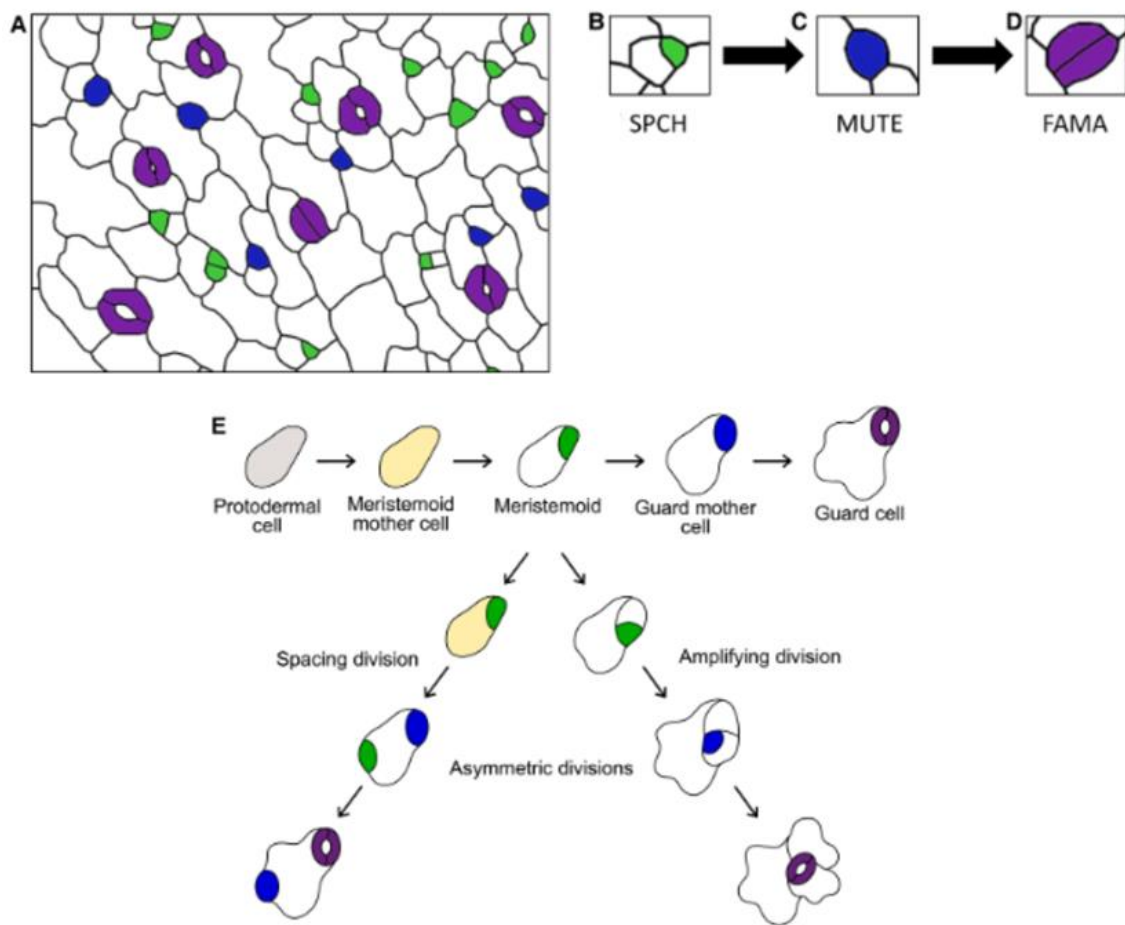 A
B
C
D
SPCH
MUTE
FAMA
E
Protodermal
cell
Meristemoid
mother cell
Meristemoid
Guard mother
cell
Guard cell
Spacing division
Amplifying division
Asymmetric divisions